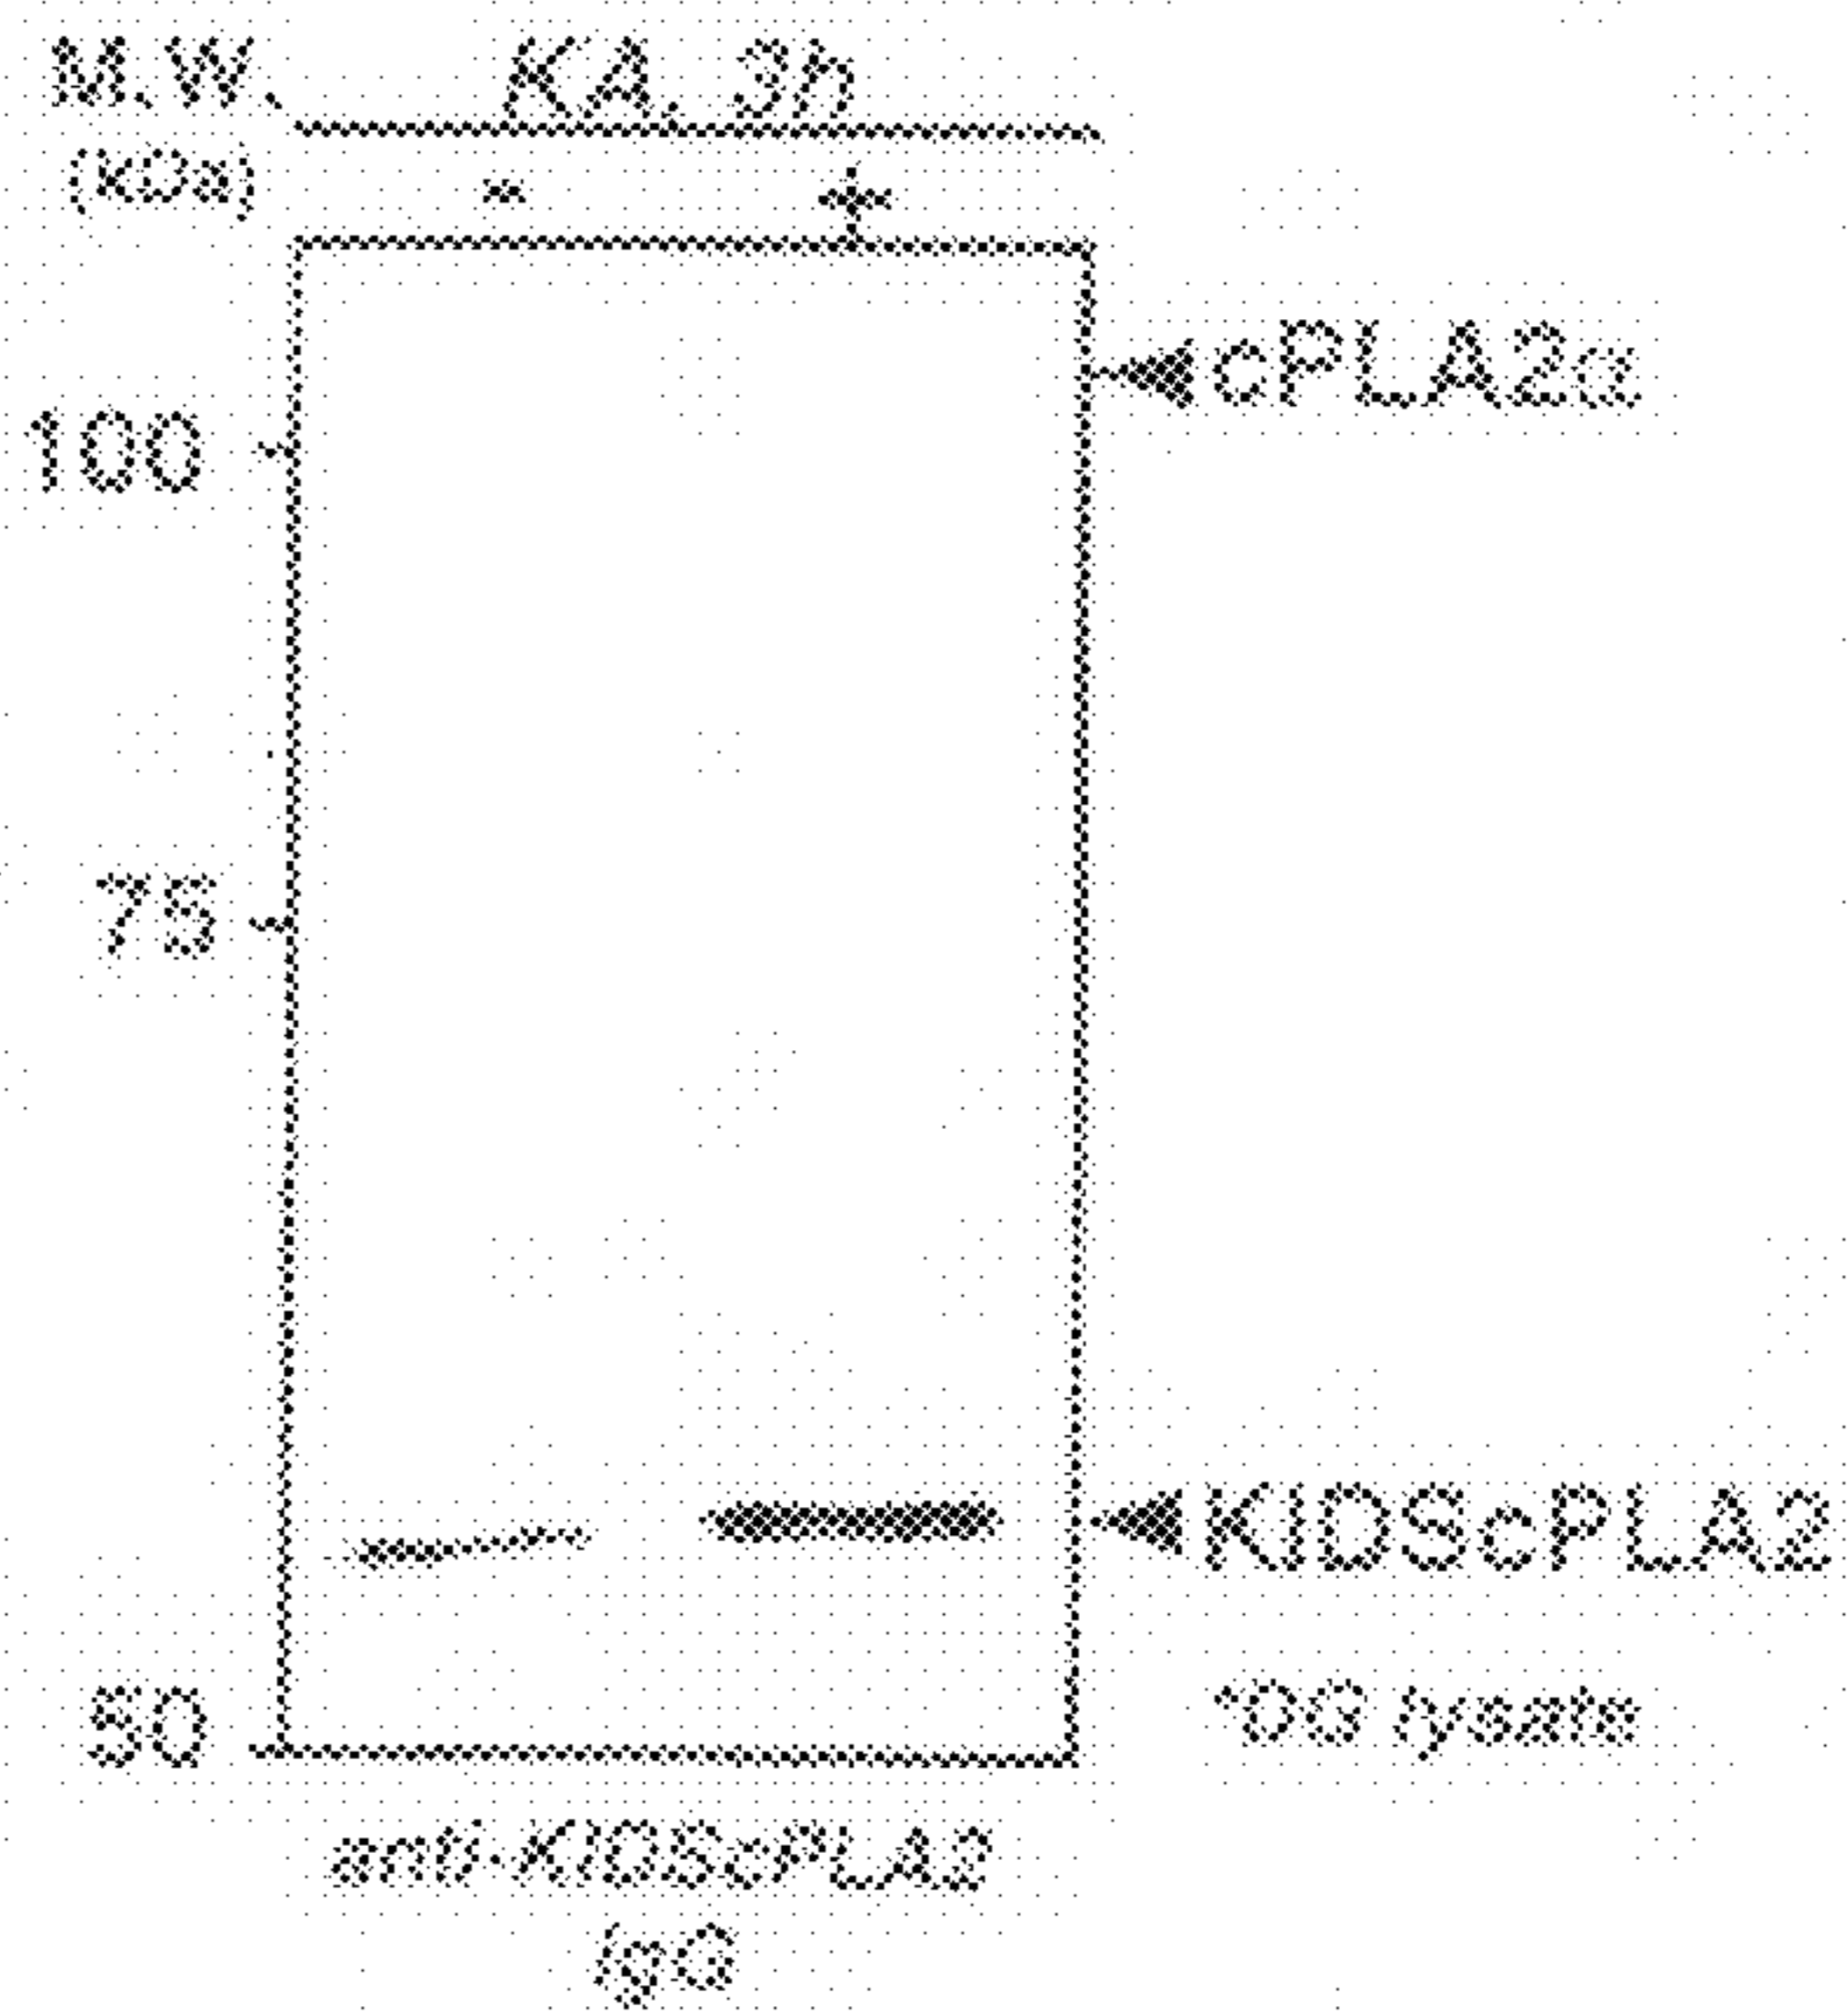 M.W. KA, 3h
(kDa) - +
cPLA2α
100
75
KIDScPLA2
50
DG lysate
anti-KIDScPLA2
IgG